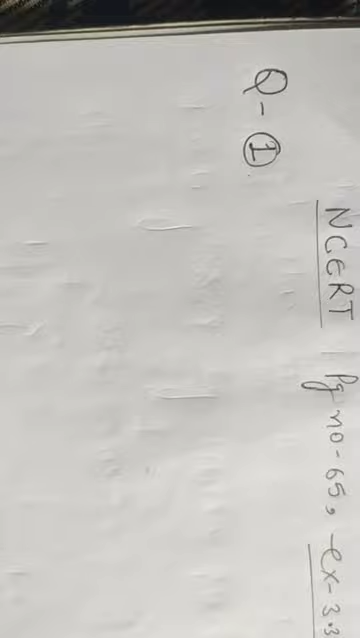 NCERT Pg no-65, ex-3.3
Q-①